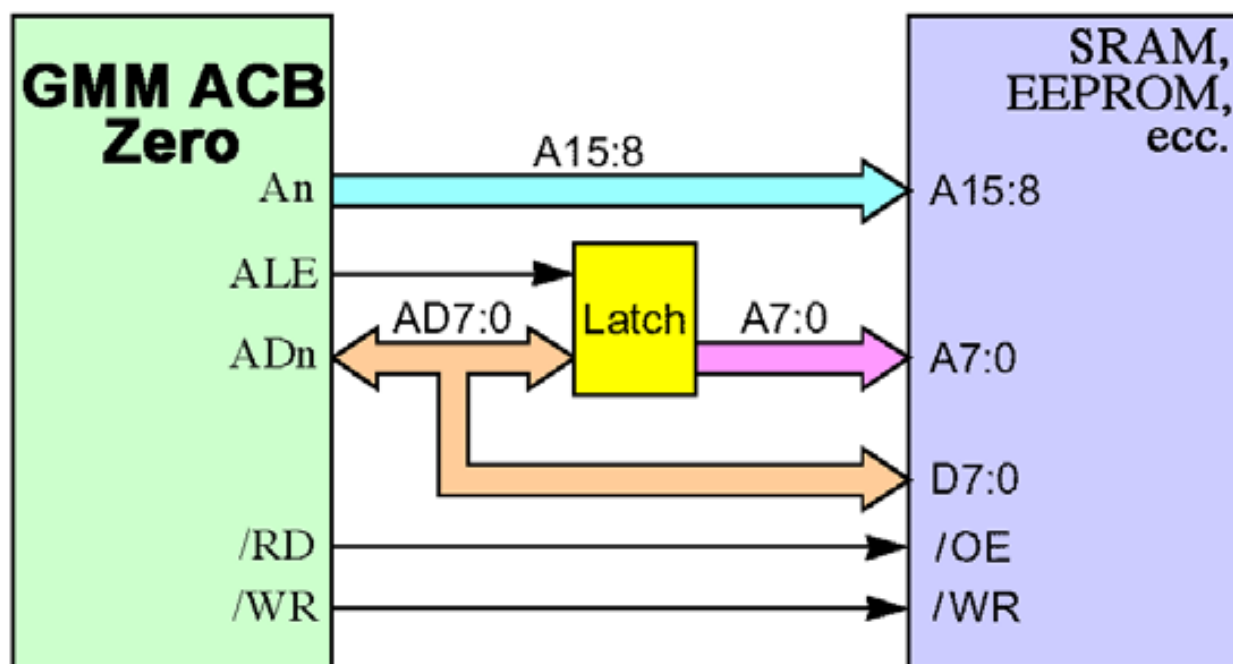 GMM ACB
Zero
SRAM,
EEPROM,
ecc.
An
A15:8
A15:8
ALE
Latch
ADn
AD7:0
A7:0
A7:0
D7:0
/RD
/OE
/WR
/WR